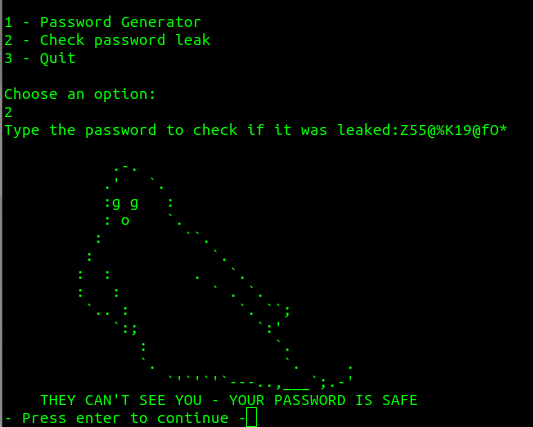 1 - Password Generator
2 - Check password leak
3 - Quit
Choose an option:
2
Type the password to check if it was leaked:Z55@%K19@fO*
g g
o
THEY CAN'T SEE YOU - YOUR PASSWORD IS SAFE
- Press enter to continue -